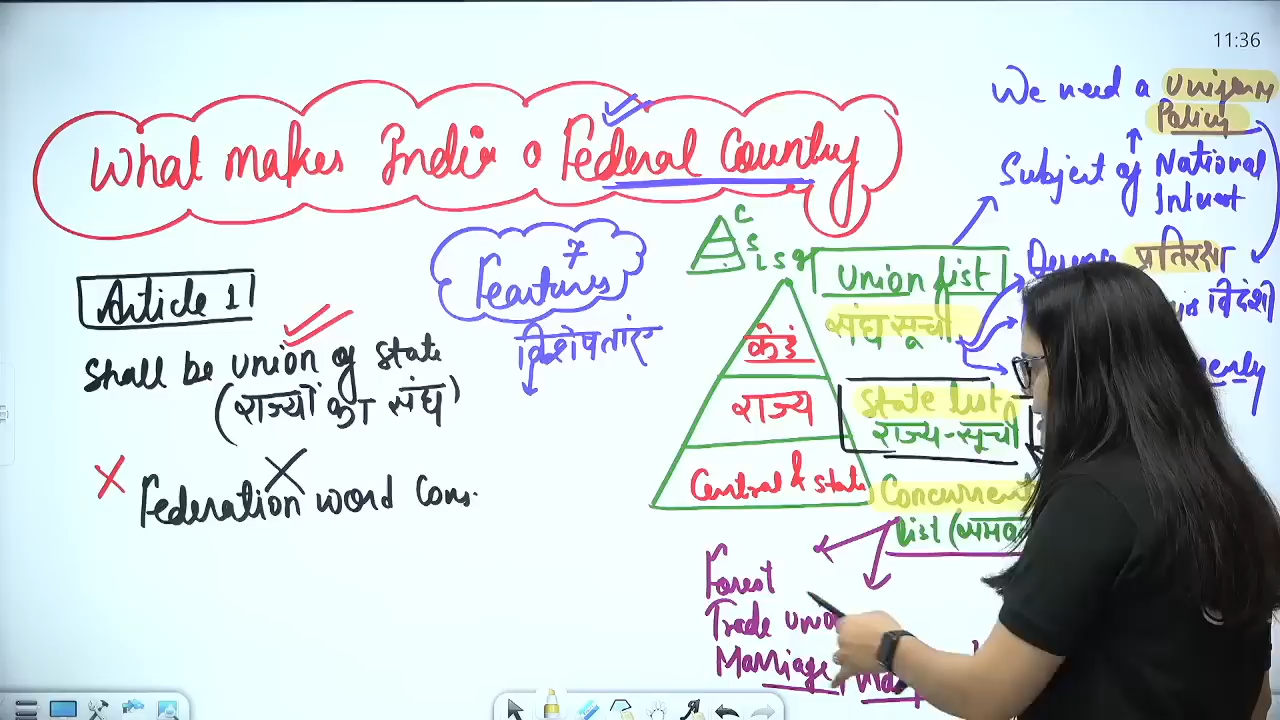 11:36
What makes India a Federal Country
We need a Uniform
Policy
Subject of National
Interest
7
Features
विशेषताएं
Article 1
Shall be union of state
(राज्यों का संघ)
Federation word Cons.
C
S
L S G
केंद्र
राज्य
Central & State
Union list
संघ सूची
State list
राज्य-सूची
Concurrent
list
प्रतिरक्षा
विदेशी
Forest
Trade union
Marriage